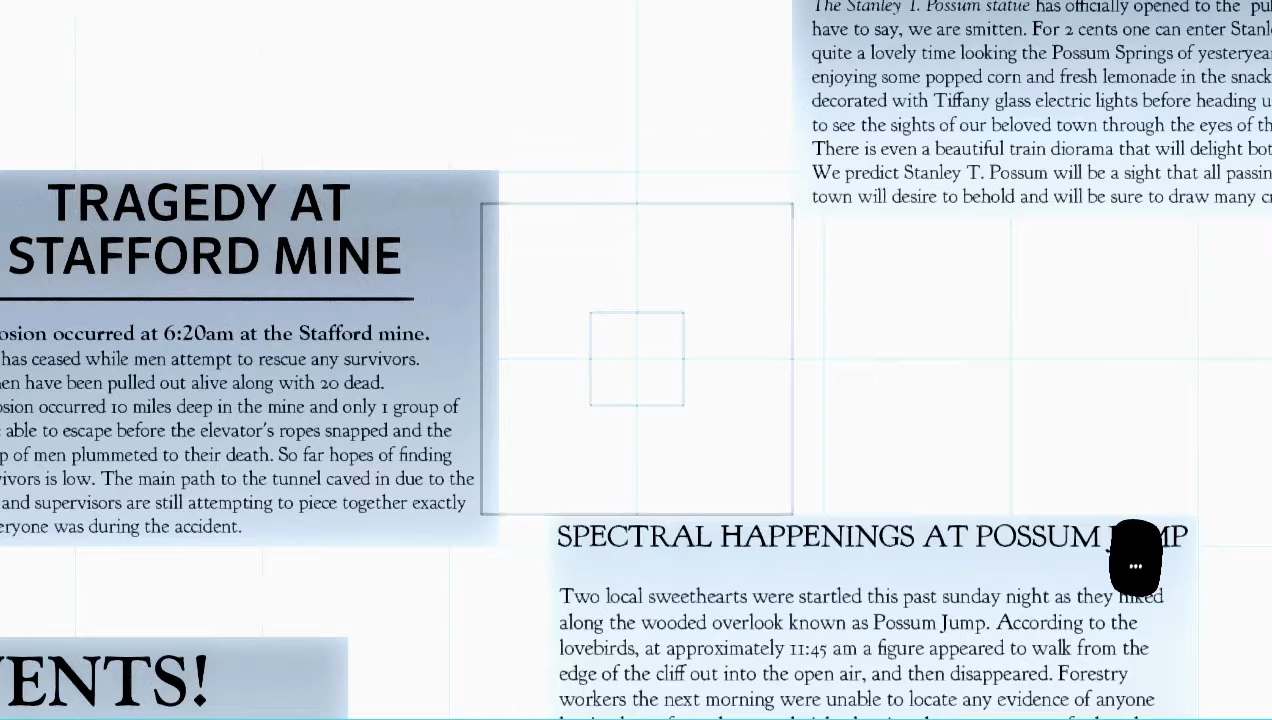 The Stanley T. Possum statue has officially opened to the
have to say, we are smitten. For 2 cents one can enter
quite a lovely time looking the Possum Springs of
enjoying some popped corn and fresh lemonade in the snack
decorated with Tiffany glass electric lights before heading
to see the sights of our beloved town through the eyes of
There is even a beautiful train diorama that will delight
We predict Stanley T. Possum will be a sight that all
town will desire to behold and will be sure to draw many
TRAGEDY AT
STAFFORD MINE
occurred at 6:20am at the Stafford mine.
has ceased while men attempt to rescue any survivors.
have been pulled out alive along with 20 dead.
occurred 10 miles deep in the mine and only 1 group of
able to escape before the elevator's ropes snapped and the
of men plummeted to their death. So far hopes of finding
is low. The main path to the tunnel caved in due to the
and supervisors are still attempting to piece together exactly
was during the accident.
SPECTRAL HAPPENINGS AT POSSUM
...
Two local sweethearts were startled this past sunday night as they
along the wooded overlook known as Possum Jump. According to the
lovebirds, at approximately 11:45 am a figure appeared to walk from the
edge of the cliff out into the open air, and then disappeared. Forestry
workers the next morning were unable to locate any evidence of anyone